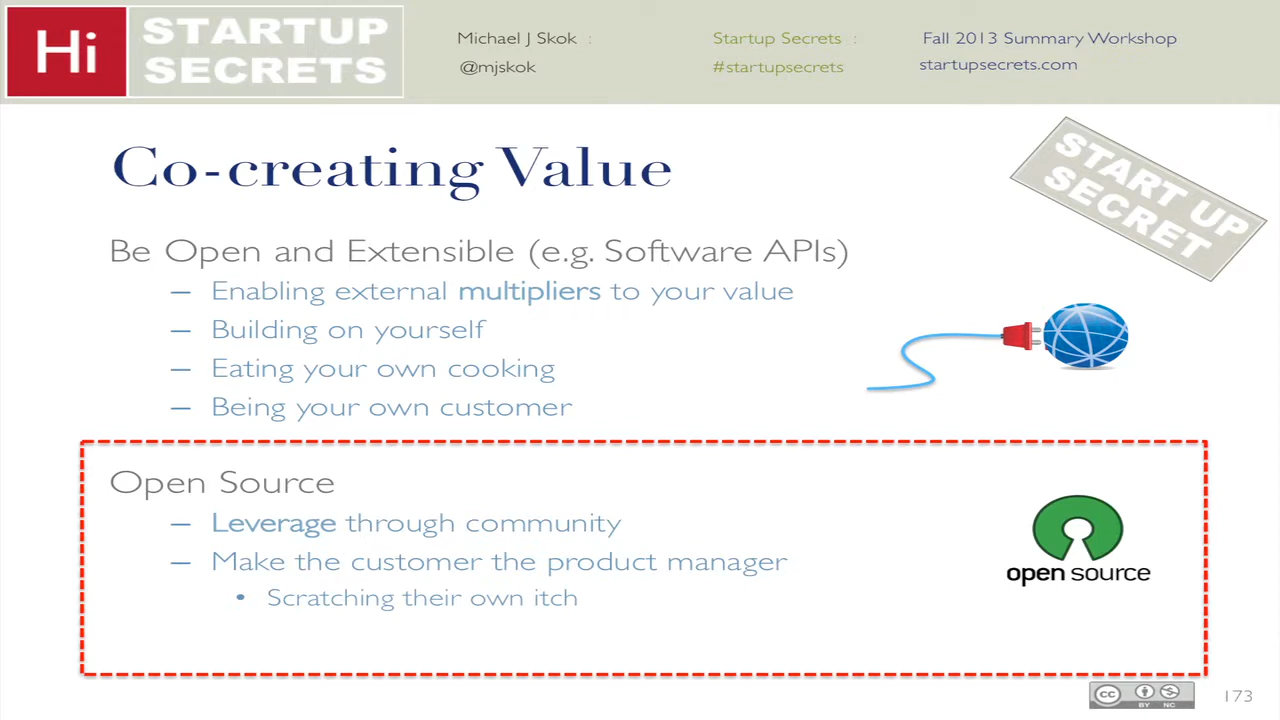 Hi
STARTUP
SECRETS
Michael J Skok :
@mjskok
Startup Secrets :
#startupsecrets
Fall 2013 Summary Workshop
startupsecrets.com
Co-creating Value
START UP
SECRET
Be Open and Extensible (e.g. Software APIs)
– Enabling external multipliers to your value
– Building on yourself
– Eating your own cooking
– Being your own customer
Open Source
– Leverage through community
– Make the customer the product manager
• Scratching their own itch
open source
cc BY NC
173